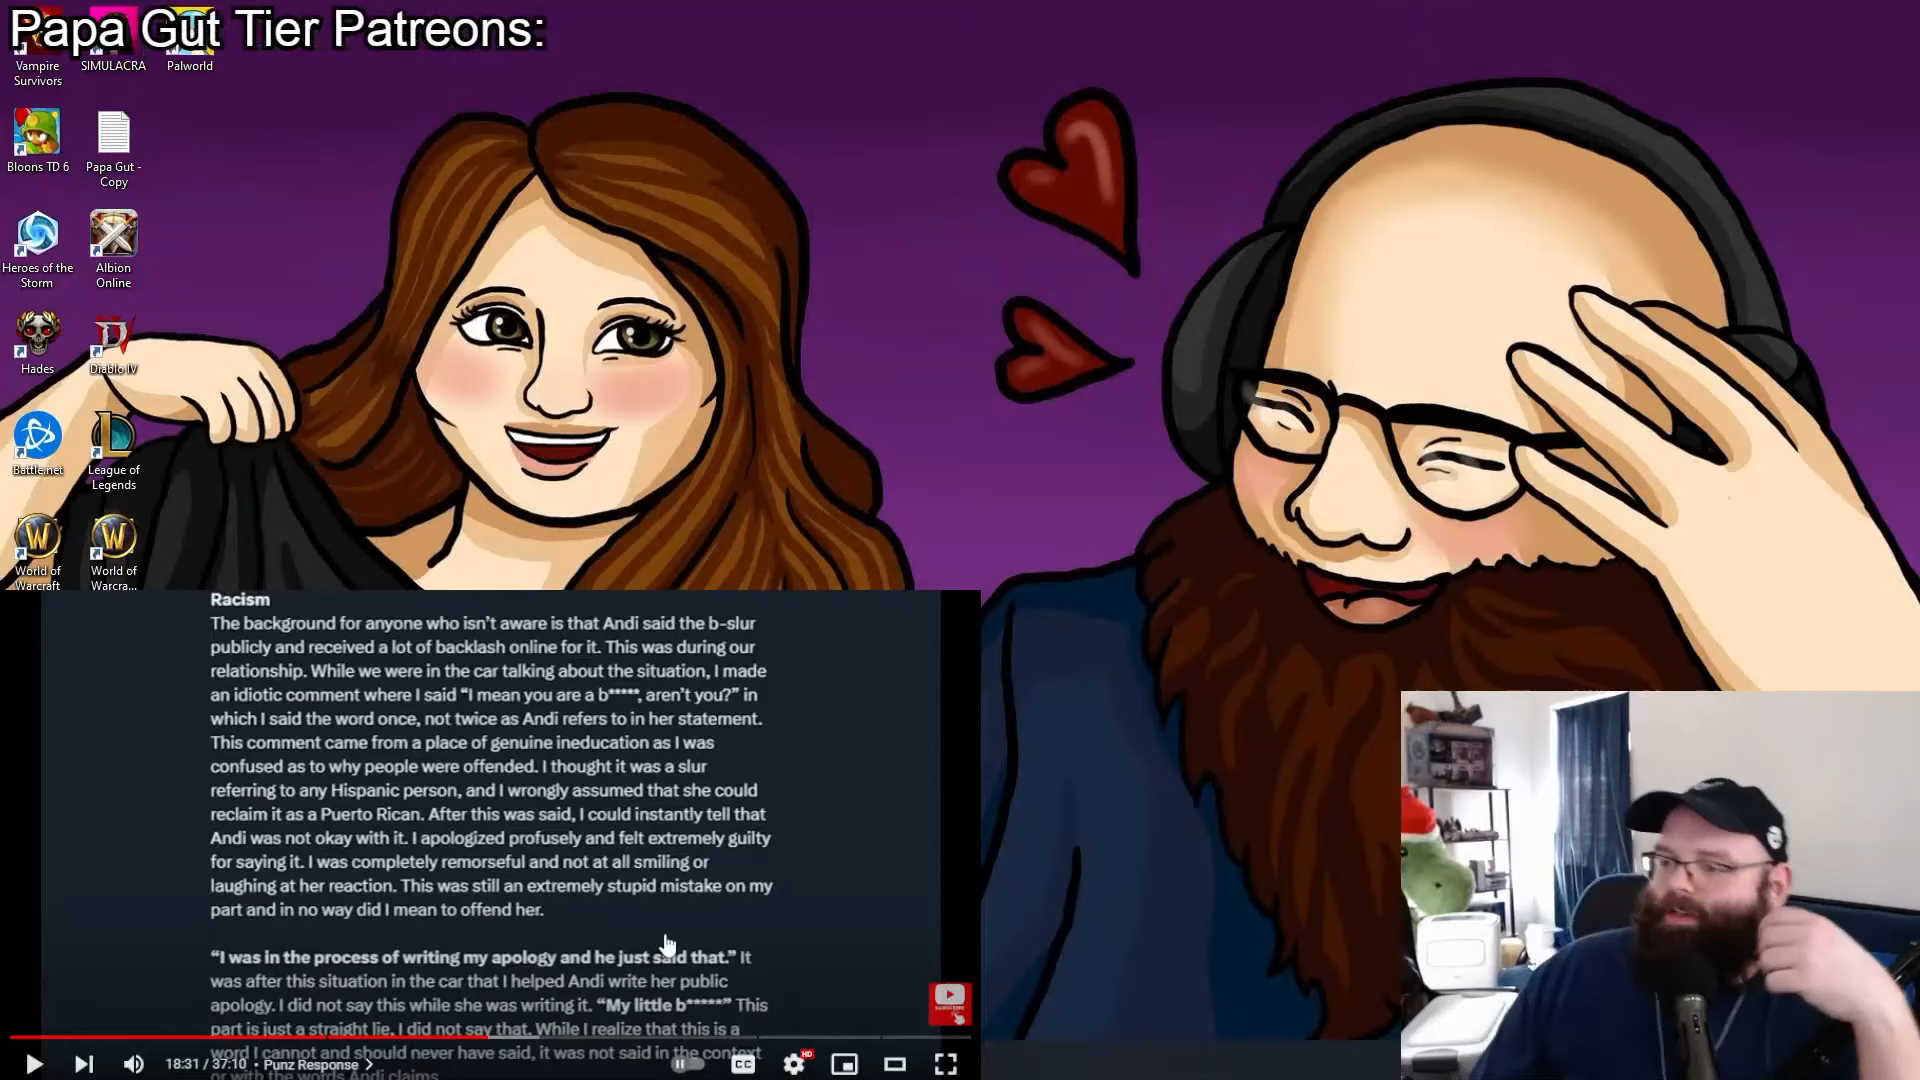 Papa Gut Tier Patreons:
Vampire
Survivors
SIMULACRA
Palworld
Bloons TD 6
Papa Gut -
Copy
Heroes of the
Storm
Albion
Online
Hades
Diablo IV
Battle.net
League of
Legends
World of
Warcraft
World of
Warcra...
Racism
The background for anyone who isn't aware is that Andi said the b-slur
publicly and received a lot of backlash online for it. This was during our
relationship. While we were in the car talking about the situation, I made
an idiotic comment where I said "I mean you are a b*****, aren't you?" in
which I said the word once, not twice as Andi refers to in her statement.
This comment came from a place of genuine ineducation as I was
confused as to why people were offended. I thought it was a slur
referring to any Hispanic person, and I wrongly assumed that she could
reclaim it as a Puerto Rican. After this was said, I could instantly tell that
Andi was not okay with it. I apologized profusely and felt extremely guilty
for saying it. I was completely remorseful and not at all smiling or
laughing at her reaction. This was still an extremely stupid mistake on my
part and in no way did I mean to offend her.
"I was in the process of writing my apology and he just said that." It
was after this situation in the car that I helped Andi write her public
apology. I did not say this while she was writing it. "My little b*****" This
part is just a straight lie, I did not say that. While I realize that this is a
word I cannot and should never have said, it was not said in the context
or with the words Andi claims.
SUBSCRIBE
18:31 / 37:10 • Punz Response >
CC
HD